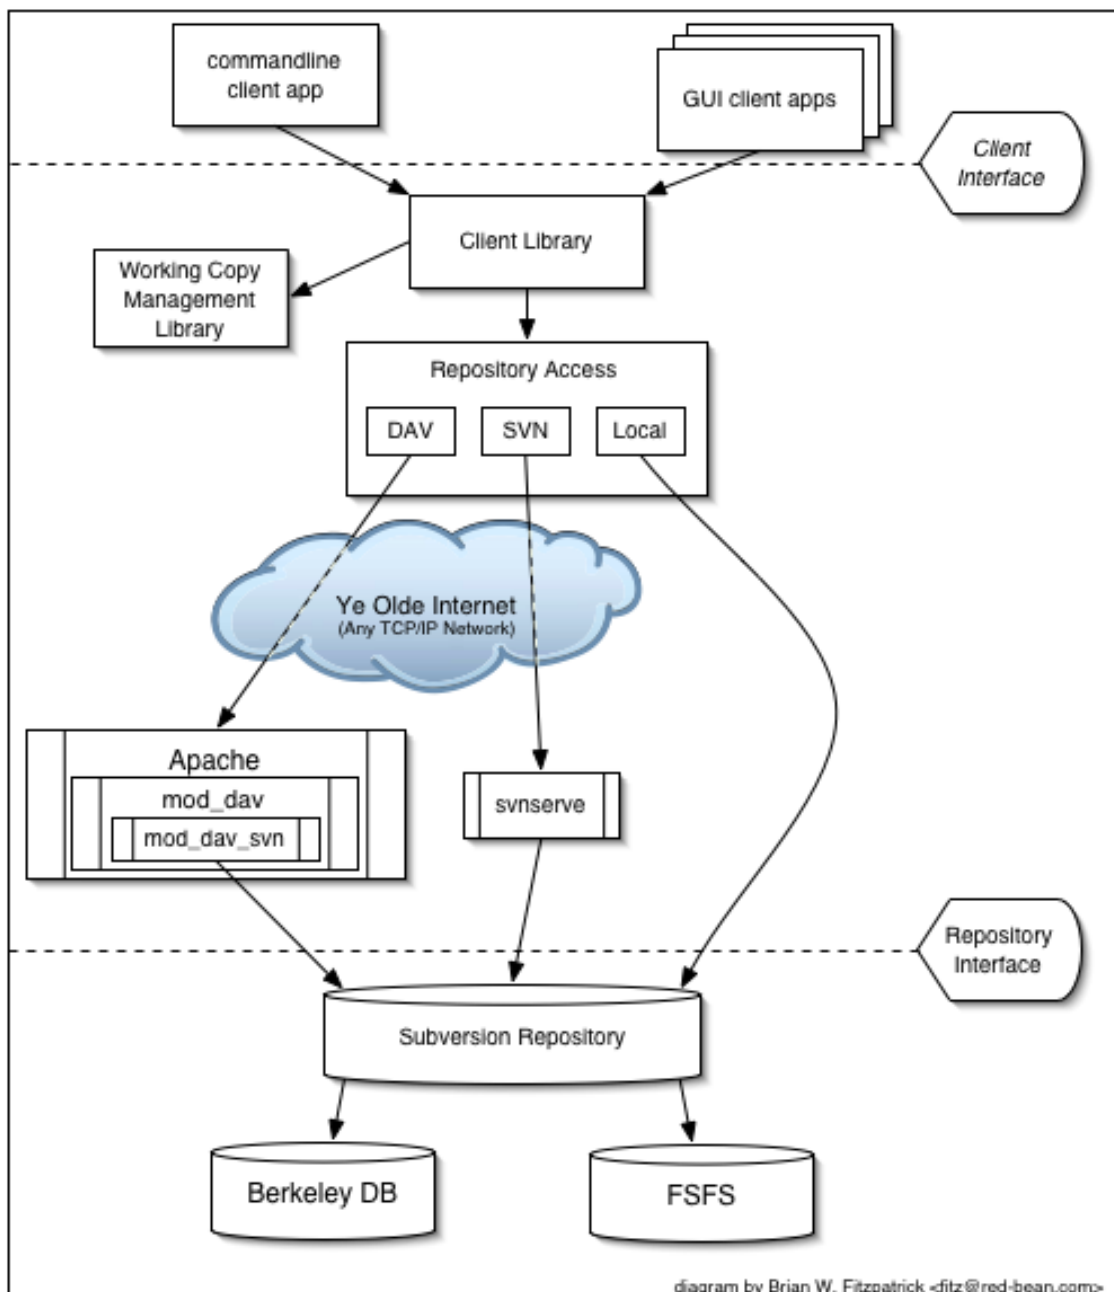 commandline
client app
GUI client apps
Client
Interface
Client Library
Working Copy
Management
Library
Repository Access
DAV
SVN
Local
Ye Olde Internet
(Any TCP/IP Network)
Apache
mod_dav
mod_dav_svn
svnserve
Repository
Interface
Subversion Repository
Berkeley DB
FSFS
diagram by Brian W. Fitzpatrick <fitz@red-bean.com>